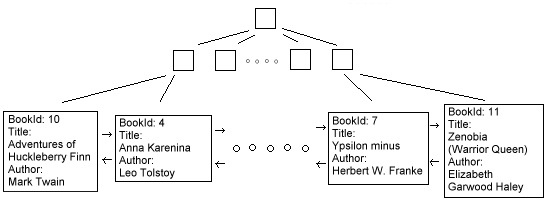 BookId: 10
Title:
Adventures of
Huckleberry Finn
Author:
Mark Twain
BookId: 4
Title:
Anna Karenina
Author:
Leo Tolstoy
BookId: 7
Title:
Ypsilon minus
Author:
Herbert W. Franke
BookId: 11
Title:
Zenobia
(Warrior Queen)
Author:
Elizabeth
Garwood Haley